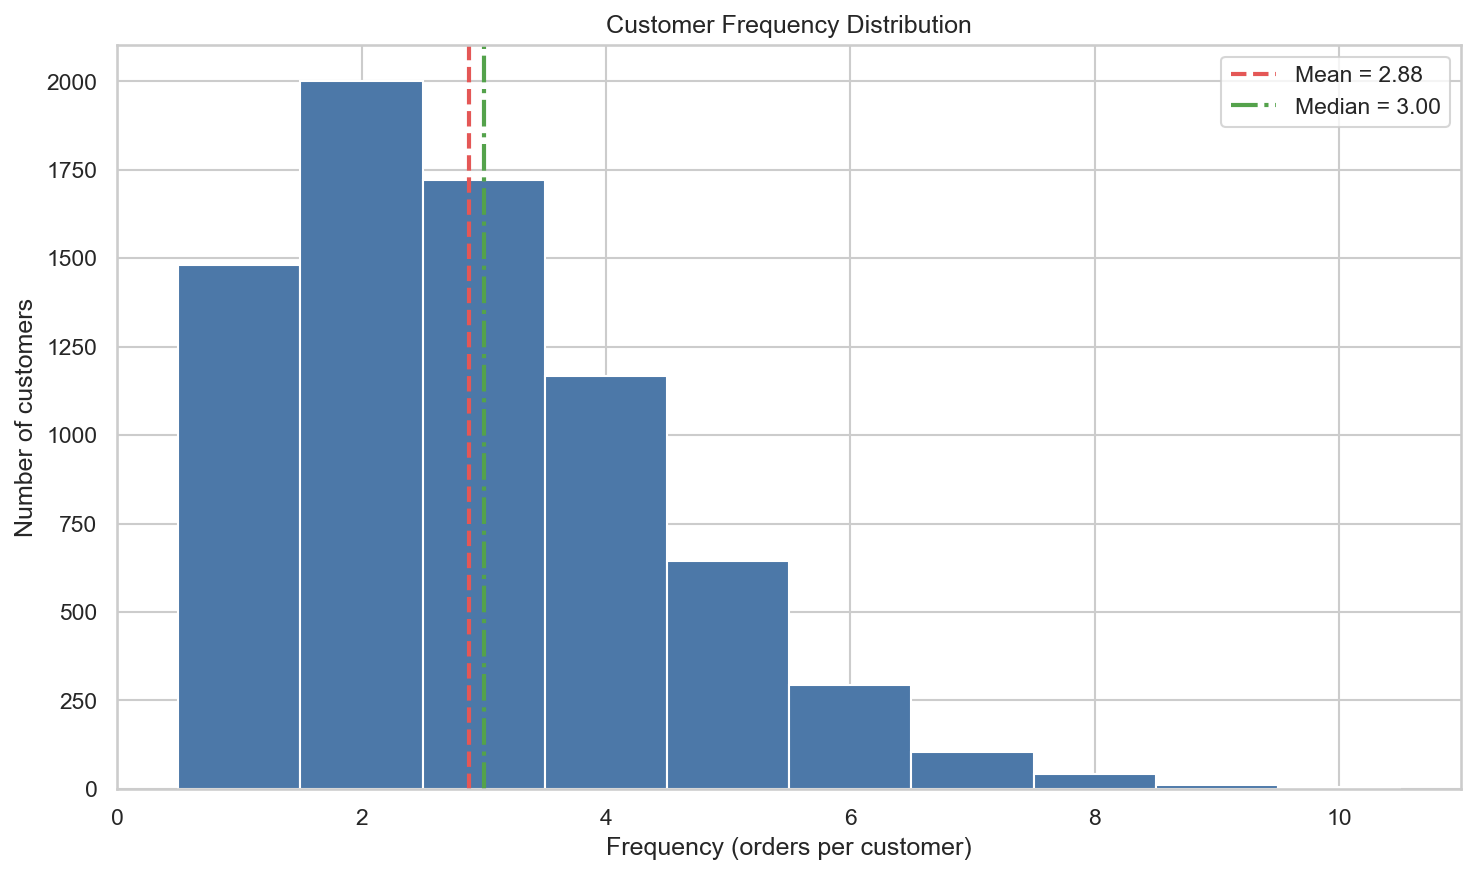 Customer Frequency Distribution
Mean = 2.88
Median = 3.00
Number of customers
2000
1750
1500
1250
1000
750
500
250
0
0 2 4 6 8 10
Frequency (orders per customer)